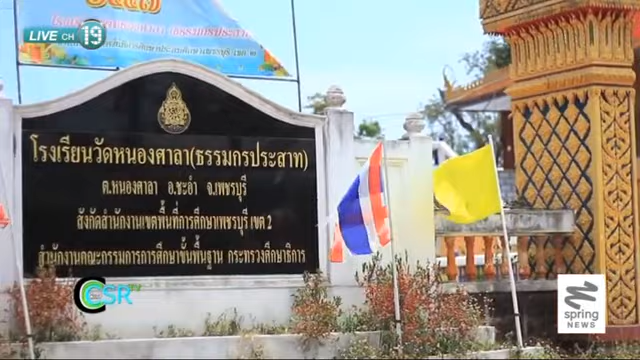 LIVE CH 19
โรงเรียนวัดหนองศาลา (ธรรมกรประสาท)
ต.หนองศาลา อ.ชะอำ จ.เพชรบุรี
สังกัดสำนักงานเขตพื้นที่การศึกษาเพชรบุรี เขต 2
สำนักงานคณะกรรมการการศึกษาขั้นพื้นฐาน กระทรวงศึกษาธิการ
CSR TV
spring
NEWS